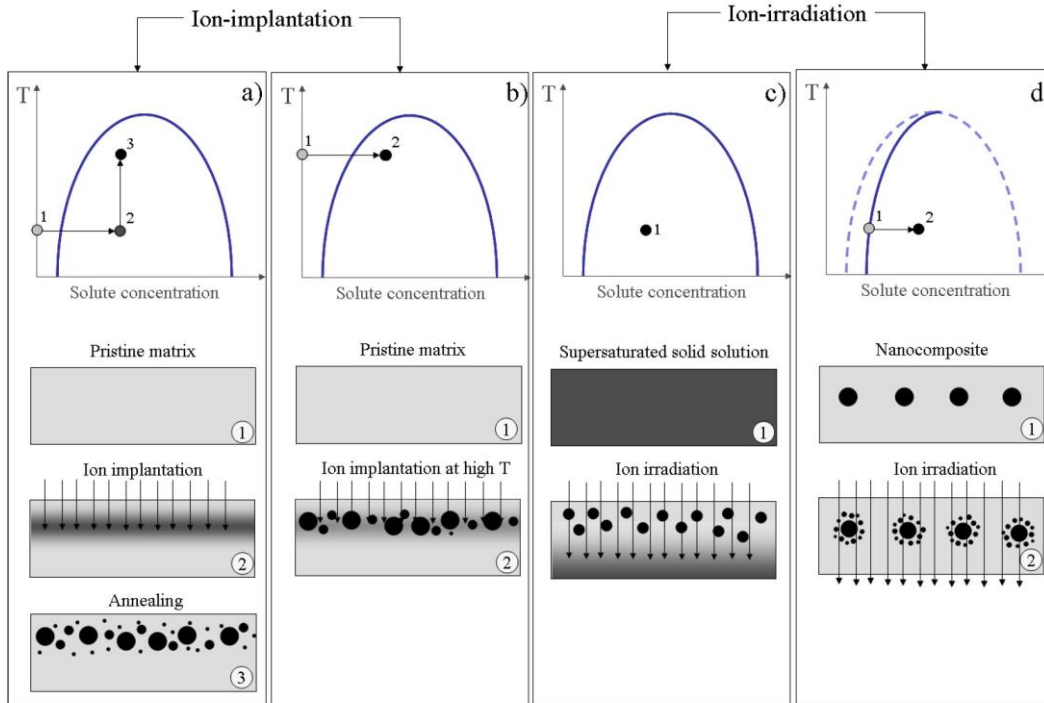 Ion-implantation
Ion-irradiation
a)
T
3
1
2
Solute concentration
Pristine matrix
1
Ion implantation
2
Annealing
3
b)
T
1
2
Solute concentration
Pristine matrix
1
Ion implantation at high T
2
c)
T
1
Solute concentration
Supersaturated solid solution
1
Ion irradiation
d
T
1
2
Solute concentration
Nanocomposite
1
Ion irradiation
2